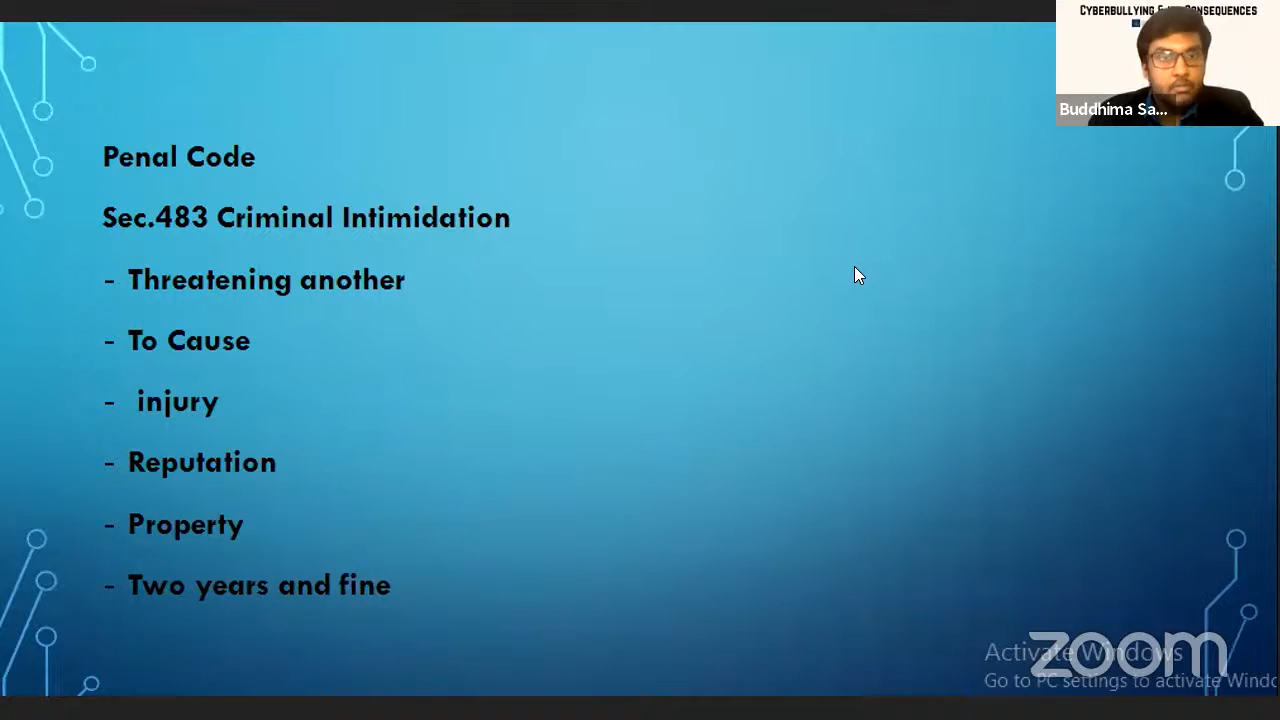 CYBERBULLYING & CONSEQUENCES
Buddhima Sa...
Penal Code
Sec.483 Criminal Intimidation
- Threatening another
- To Cause
- injury
- Reputation
- Property
- Two years and fine
zoom
Activate Windows
Go to PC settings to activate Windo